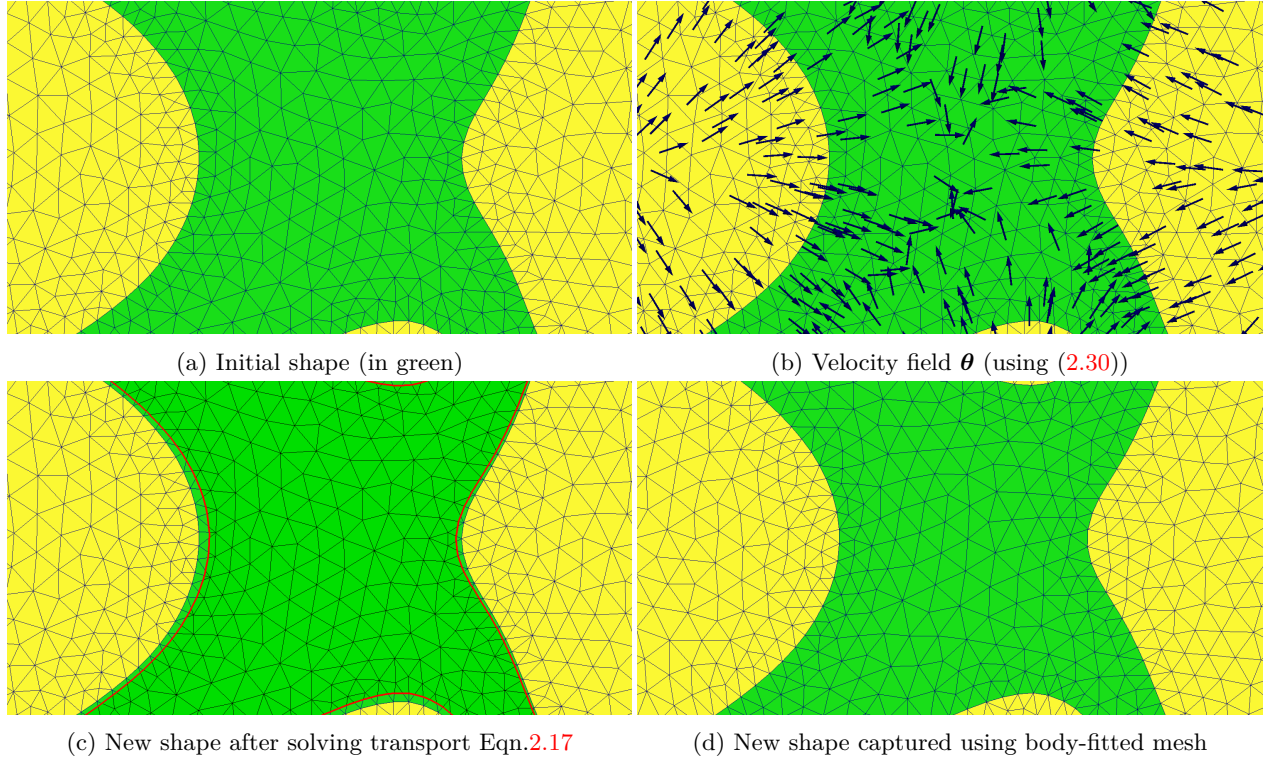 (a) Initial shape (in green)
(b) Velocity field θ (using (2.30))
(c) New shape after solving transport Eqn.2.17
(d) New shape captured using body-fitted mesh